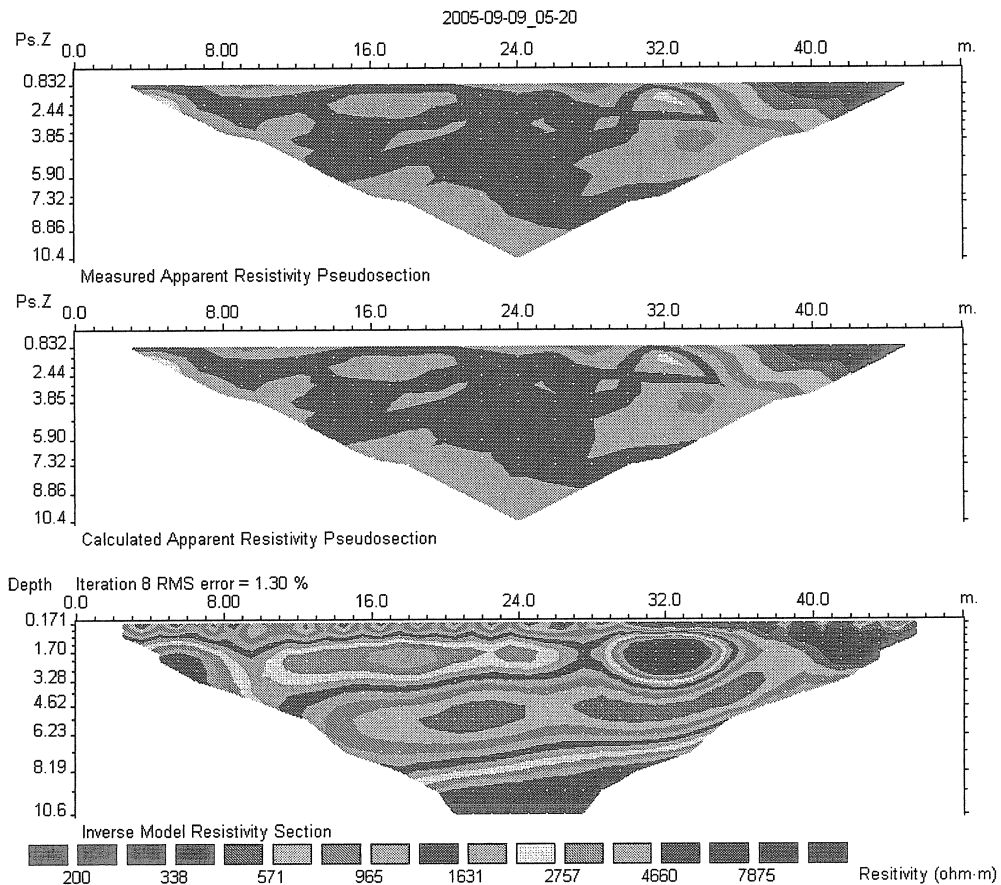 2005-09-09_05-20
Ps.Z 0.0 8.00 16.0 24.0 32.0 40.0 m.
0.832
2.44
3.85
5.90
7.32
8.86
10.4
Measured Apparent Resistivity Pseudosection
Ps.Z 0.0 8.00 16.0 24.0 32.0 40.0 m.
0.832
2.44
3.85
5.90
7.32
8.86
10.4
Calculated Apparent Resistivity Pseudosection
Depth Iteration 8 RMS error = 1.30 %
0.0 8.00 16.0 24.0 32.0 40.0 m.
0.171
1.70
3.28
4.62
6.23
8.19
10.6
Inverse Model Resistivity Section
200 338 571 965 1631 2757 4660 7875 Resitivity (ohm·m)